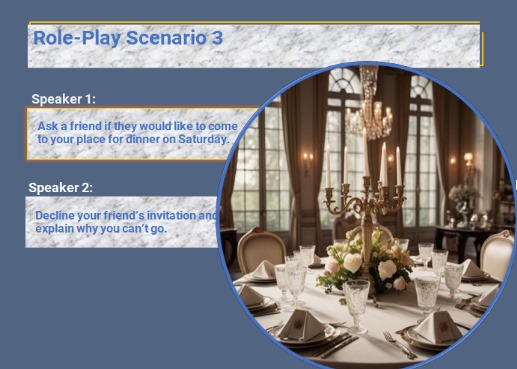 Role-Play Scenario 3
Speaker 1:
Ask a friend if they would like to come
to your place for dinner on Saturday.
Speaker 2:
Decline your friend's invitation and
explain why you can't go.